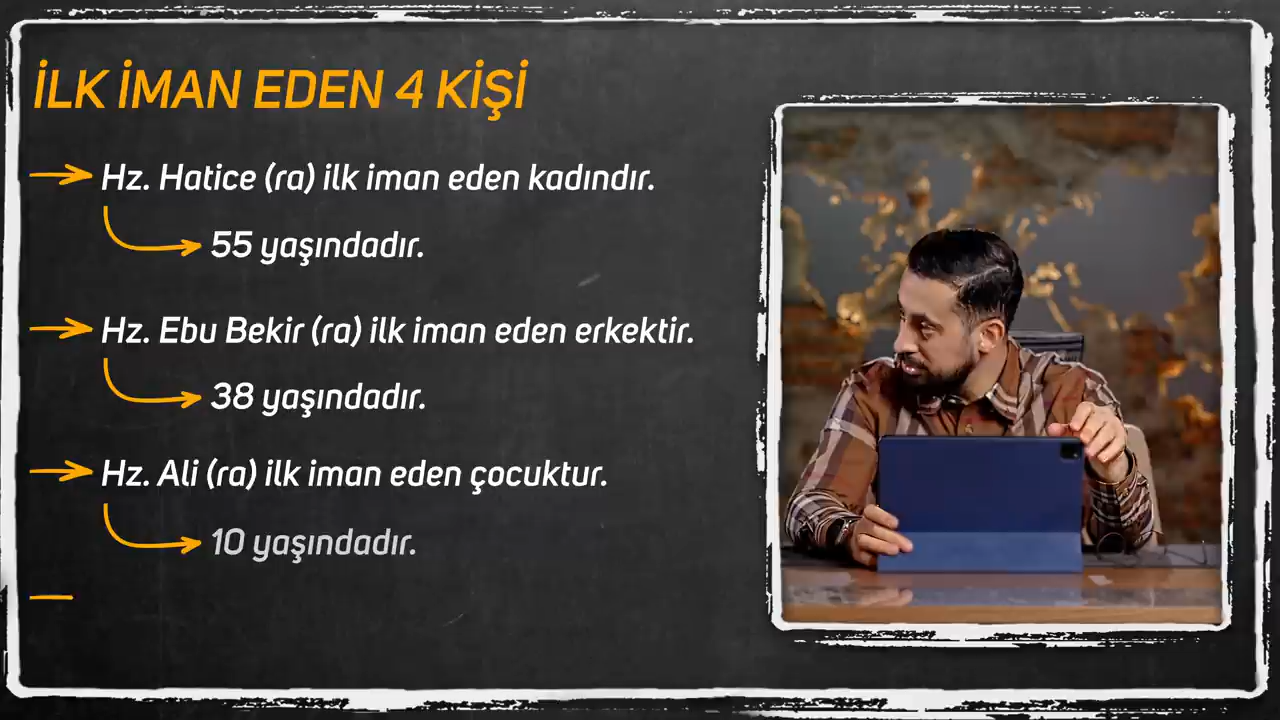 İLK İMAN EDEN 4 KİŞİ
Hz. Hatice (ra) ilk iman eden kadındır.
55 yaşındadır.
Hz. Ebu Bekir (ra) ilk iman eden erkektir.
38 yaşındadır.
Hz. Ali (ra) ilk iman eden çocuktur.
10 yaşındadır.